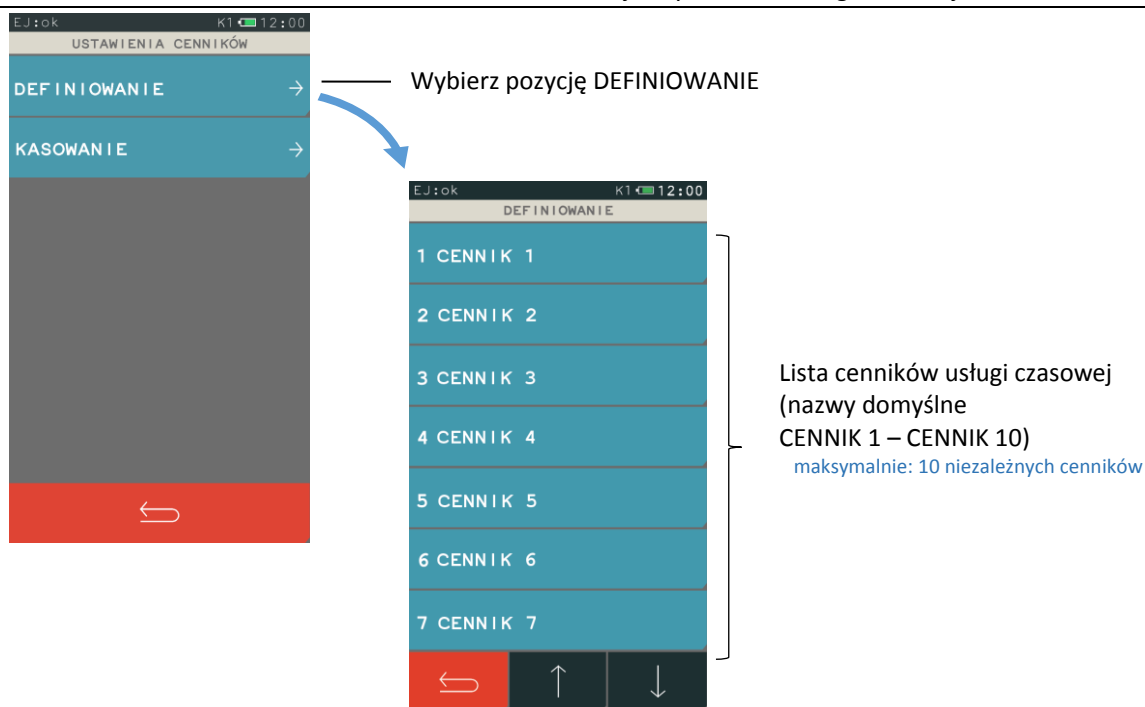 EJ:ok K1 12:00
USTAWIENIA CENNIKÓW
DEFINIOWANIE →
KASOWANIE →
Wybierz pozycję DEFINIOWANIE
EJ:ok K1 12:00
DEFINIOWANIE
1 CENNIK 1
2 CENNIK 2
3 CENNIK 3
4 CENNIK 4
5 CENNIK 5
6 CENNIK 6
7 CENNIK 7
Lista cenników usługi czasowej
(nazwy domyślne
CENNIK 1 – CENNIK 10)
maksymalnie: 10 niezależnych cenników